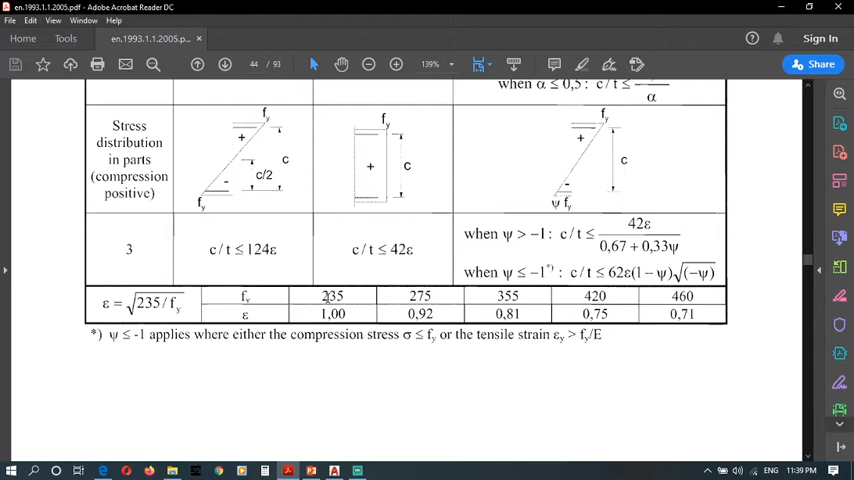 en.1993.1.1.2005.pdf - Adobe Acrobat Reader DC
File Edit View Window Help
Home Tools en.1993.1.1.2005.p... × Sign In
44 / 93 139% Share
when α ≤ 0,5 : c / t ≤
α
Stress
distribution
in parts
(compression
positive)
f_y + c - c/2 f_y
f_y + c
f_y + c - ψ f_y
3
c/t ≤ 124ε
c/t ≤ 42ε
when ψ > −1 : c / t ≤ 42ε / (0,67 + 0,33ψ)
when ψ ≤ −1*) : c / t ≤ 62ε(1 − ψ)√(−ψ)
ε = √235 / f_y
f_y 235 275 355 420 460
ε 1,00 0,92 0,81 0,75 0,71
*) ψ ≤ -1 applies where either the compression stress σ ≤ f_y or the tensile strain ε_y > f_y/E
ENG 11:39 PM